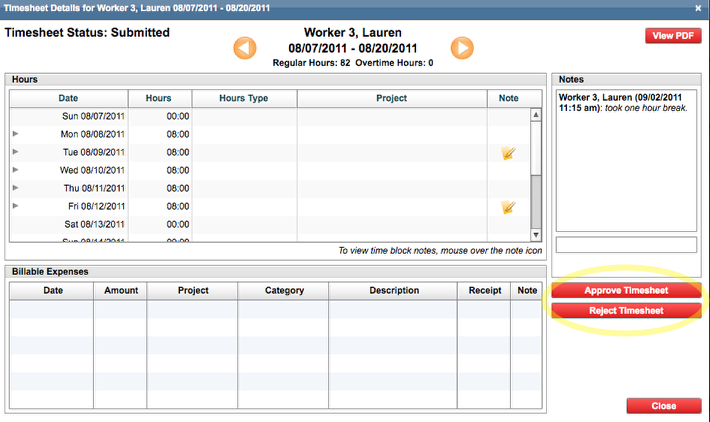 Timesheet Details for Worker 3, Lauren 08/07/2011 - 08/20/2011 ×
Timesheet Status: Submitted
Worker 3, Lauren
08/07/2011 - 08/20/2011
Regular Hours: 82 Overtime Hours: 0
View PDF
Hours
Date Hours Hours Type Project Note
Sun 08/07/2011 00:00
Mon 08/08/2011 08:00
Tue 08/09/2011 08:00
Wed 08/10/2011 08:00
Thu 08/11/2011 08:00
Fri 08/12/2011 08:00
Sat 08/13/2011 00:00
Sun 08/14/2011 00:00
To view time block notes, mouse over the note icon
Notes
Worker 3, Lauren (09/02/2011
11:15 am): took one hour break.
Approve Timesheet
Reject Timesheet
Billable Expenses
Date Amount Project Category Description Receipt Note
Close